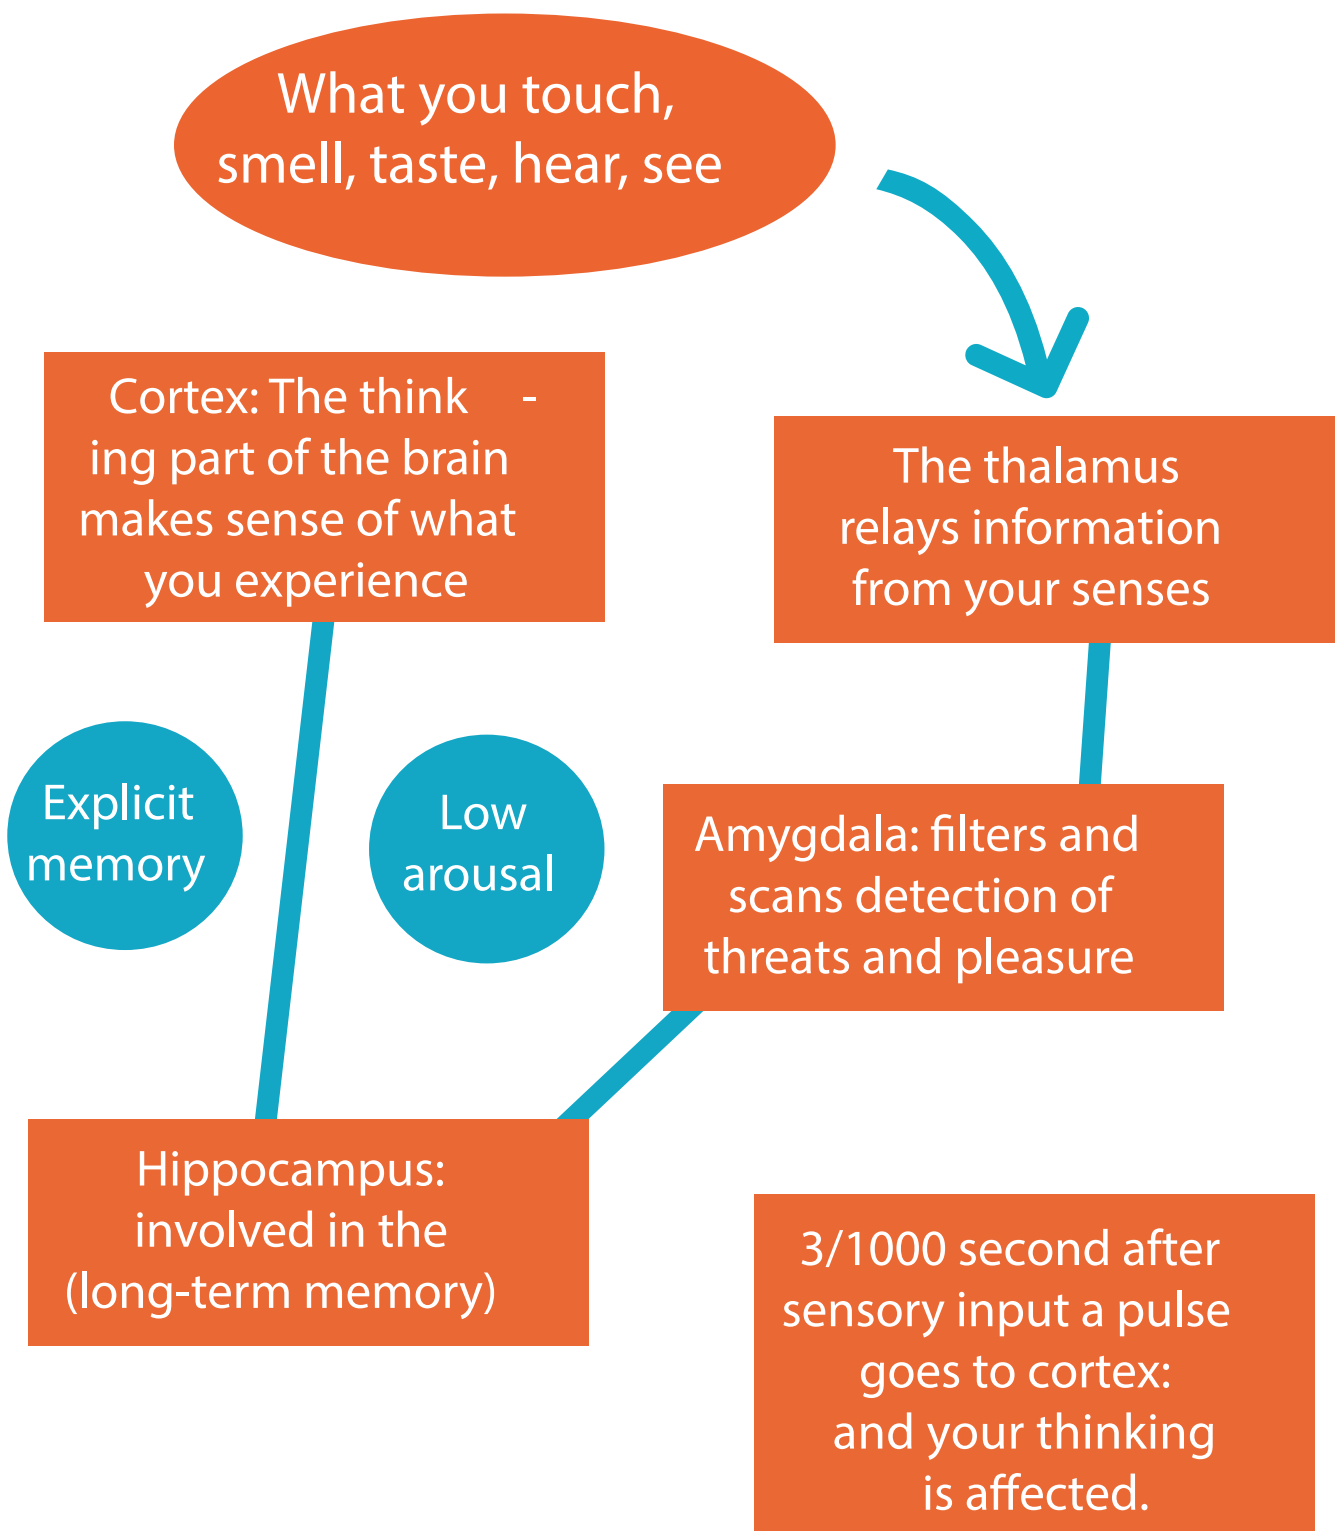 What you touch,
smell, taste, hear, see
Cortex: The think -
ing part of the brain
makes sense of what
you experience
The thalamus
relays information
from your senses
Explicit
memory
Low
arousal
Amygdala: filters and
scans detection of
threats and pleasure
Hippocampus:
involved in the
(long-term memory)
3/1000 second after
sensory input a pulse
goes to cortex:
and your thinking
is affected.